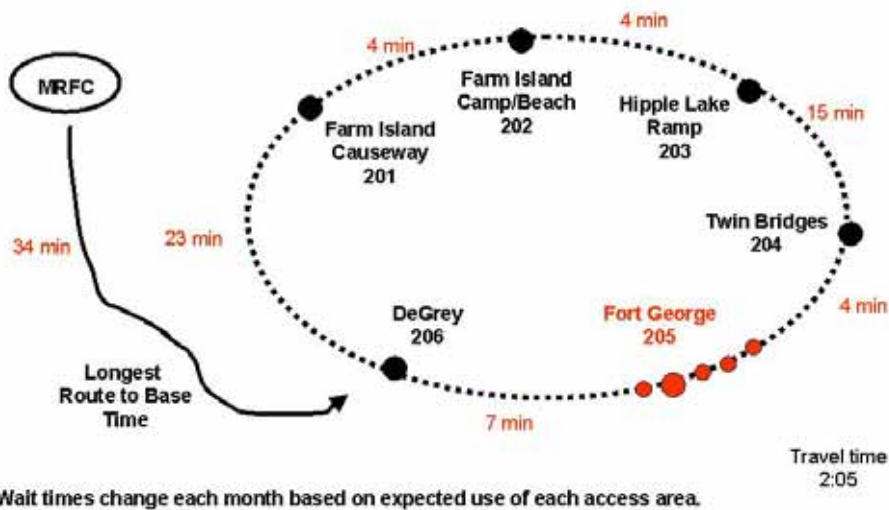 4 min
4 min
MRFC
Farm Island
Camp/Beach
202
Hipple Lake
Ramp
203
15 min
Farm Island
Causeway
201
34 min
23 min
Twin Bridges
204
4 min
DeGrey
206
Fort George
205
Longest
Route to Base
Time
7 min
Travel time
2:05
Wait times change each month based on expected use of each access area.